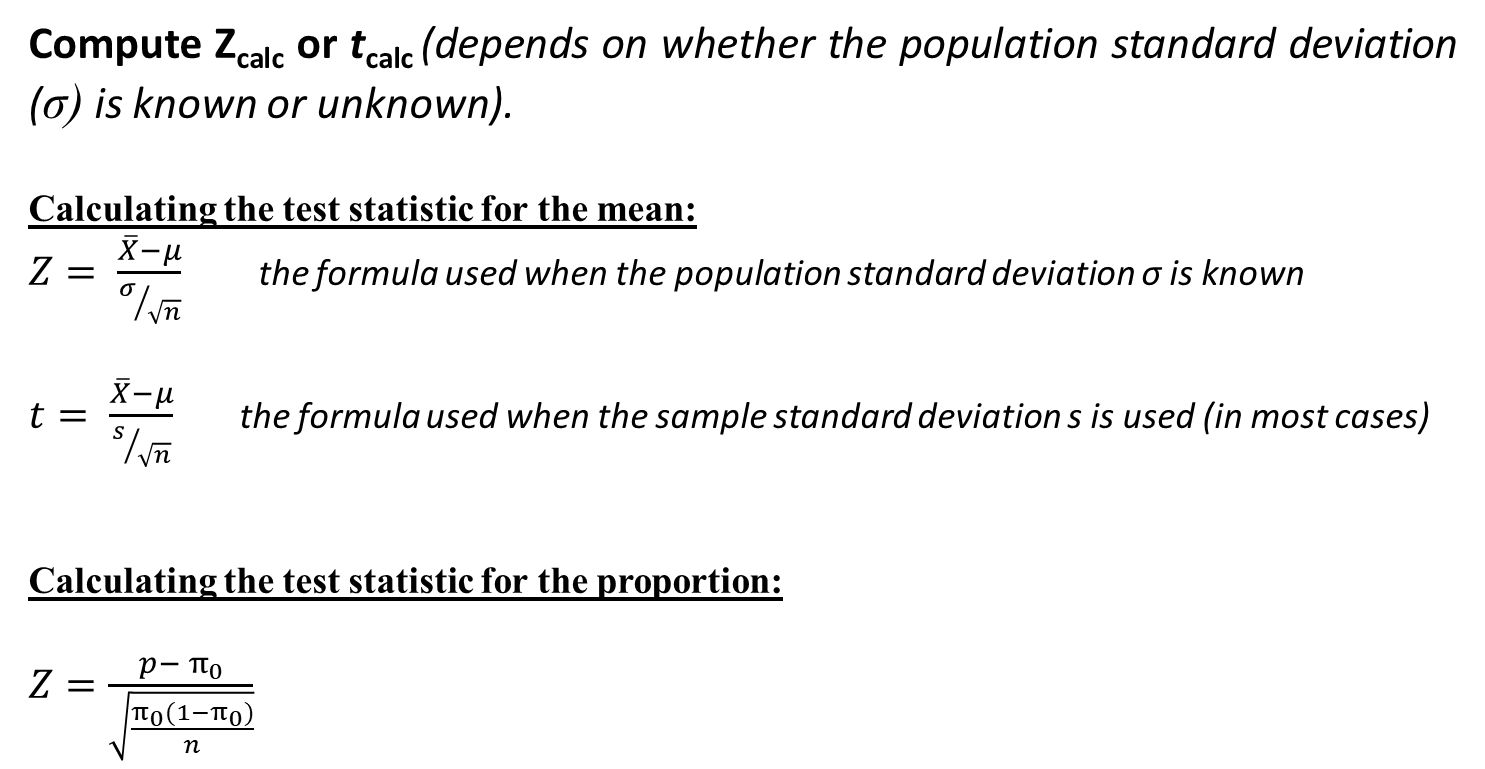 Compute Zcalc or tcalc (depends on whether the population standard deviation
(σ) is known or unknown).
Calculating the test statistic for the mean:
Z = X̄−μ / σ/√n the formula used when the population standard deviation σ is known
t = X̄−μ / s/√n the formula used when the sample standard deviation s is used (in most cases)
Calculating the test statistic for the proportion:
Z = p− π₀ / √(π₀(1−π₀)/n)